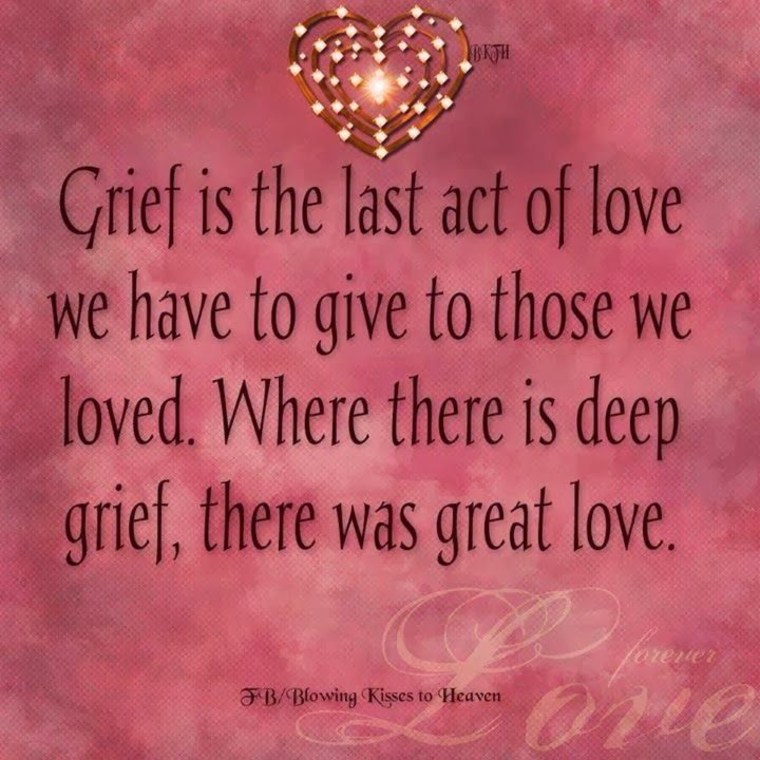 BKTH
Grief is the last act of love
we have to give to those we
loved. Where there is deep
grief, there was great love.
forever
Love
FB/Blowing Kisses to Heaven